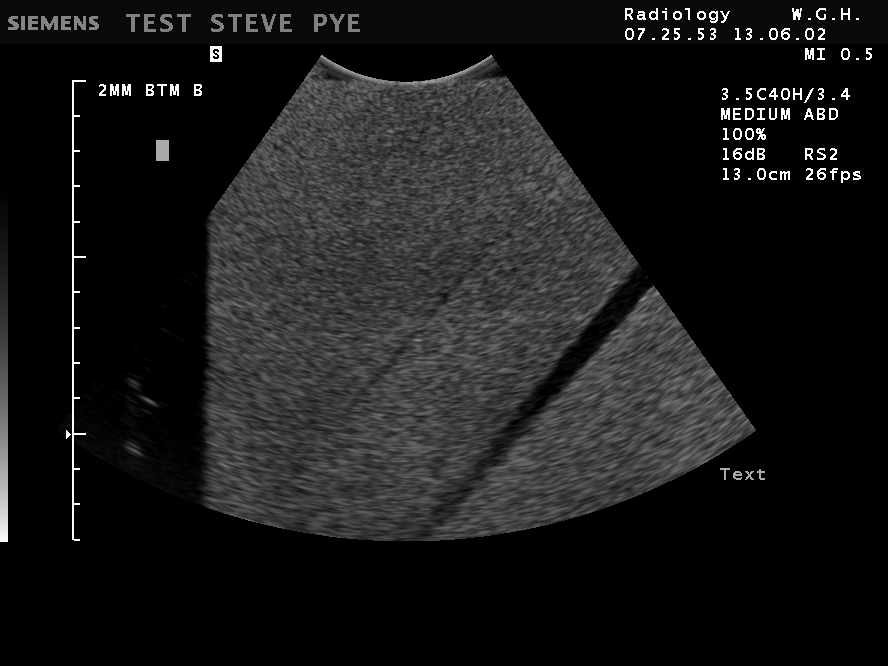 SIEMENS TEST STEVE PYE
Radiology W.G.H.
07.25.53 13.06.02
MI 0.5
S
2MM BTM B
3.5C40H/3.4
MEDIUM ABD
100%
16dB RS2
13.0cm 26fps
Text